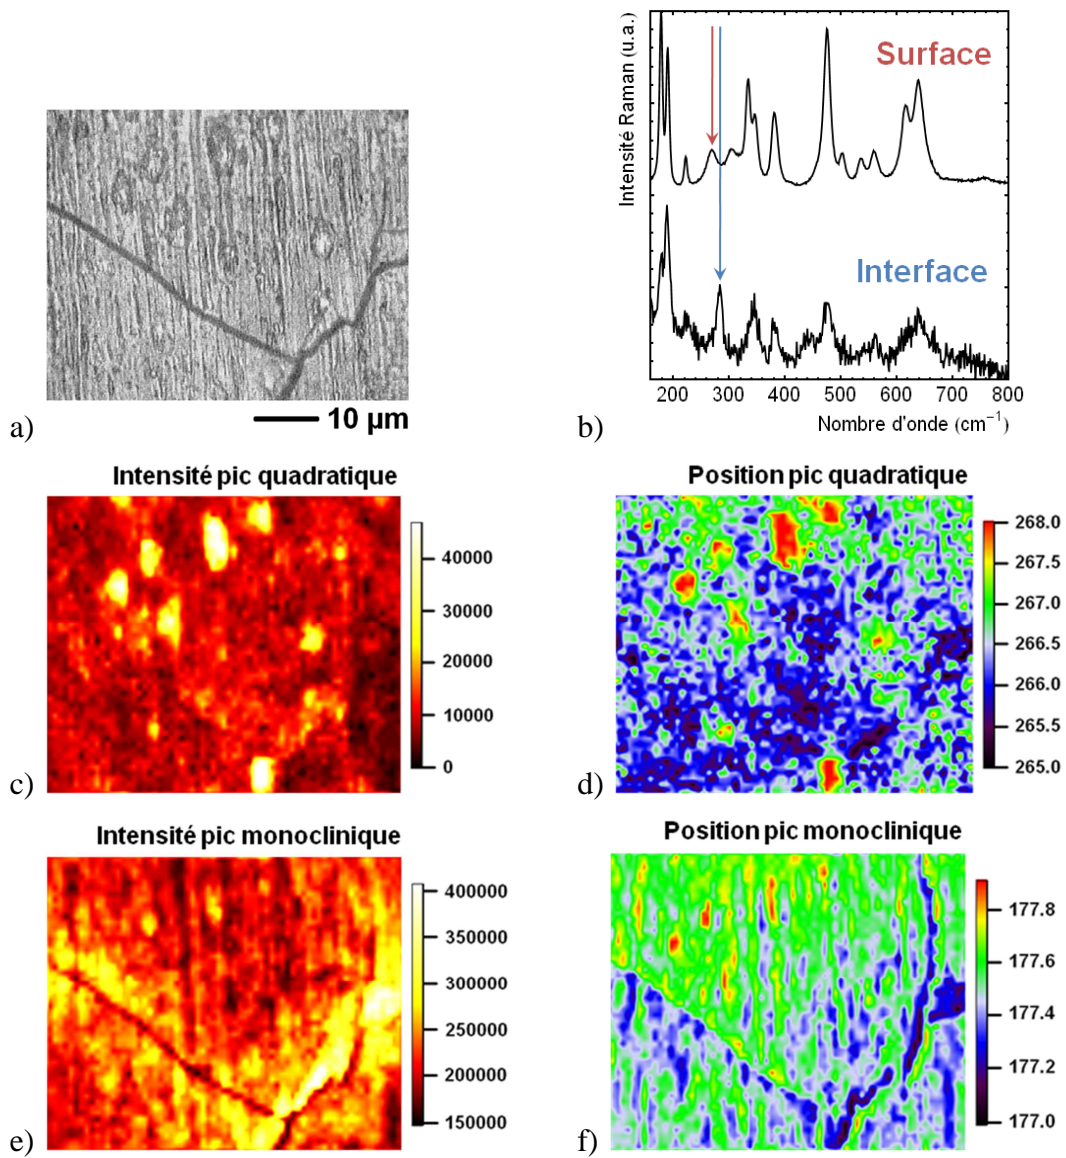 a)
10 µm
b)
Intensité Raman (u.a.)
Surface
Interface
200 300 400 500 600 700 800
Nombre d'onde (cm⁻¹)
c)
Intensité pic quadratique
40000
30000
20000
10000
0
d)
Position pic quadratique
268.0
267.5
267.0
266.5
266.0
265.5
265.0
e)
Intensité pic monoclinique
400000
350000
300000
250000
200000
150000
f)
Position pic monoclinique
177.8
177.6
177.4
177.2
177.0